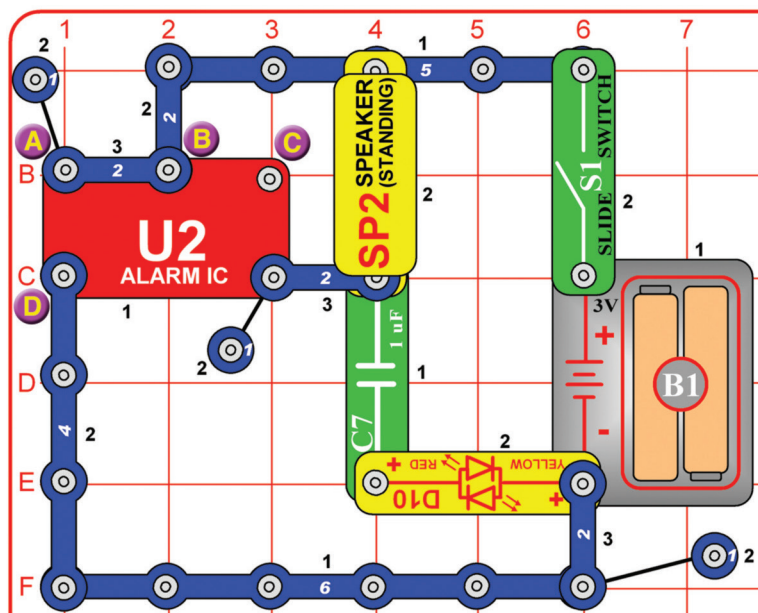 1 2 3 4 5 6 7
2
1
1
5
2
2
SPEAKER
(STANDING)
SP2
2
S1
SLIDE SWITCH
2
A
B
C
3
2
B
U2
ALARM IC
C
D
1
2
3
1
2
1 uF
C7
1
3V
+
-
B1
1
D
4
2
E
2
+
RED
YELLOW
D10
+
2
3
1
2
F
1
6